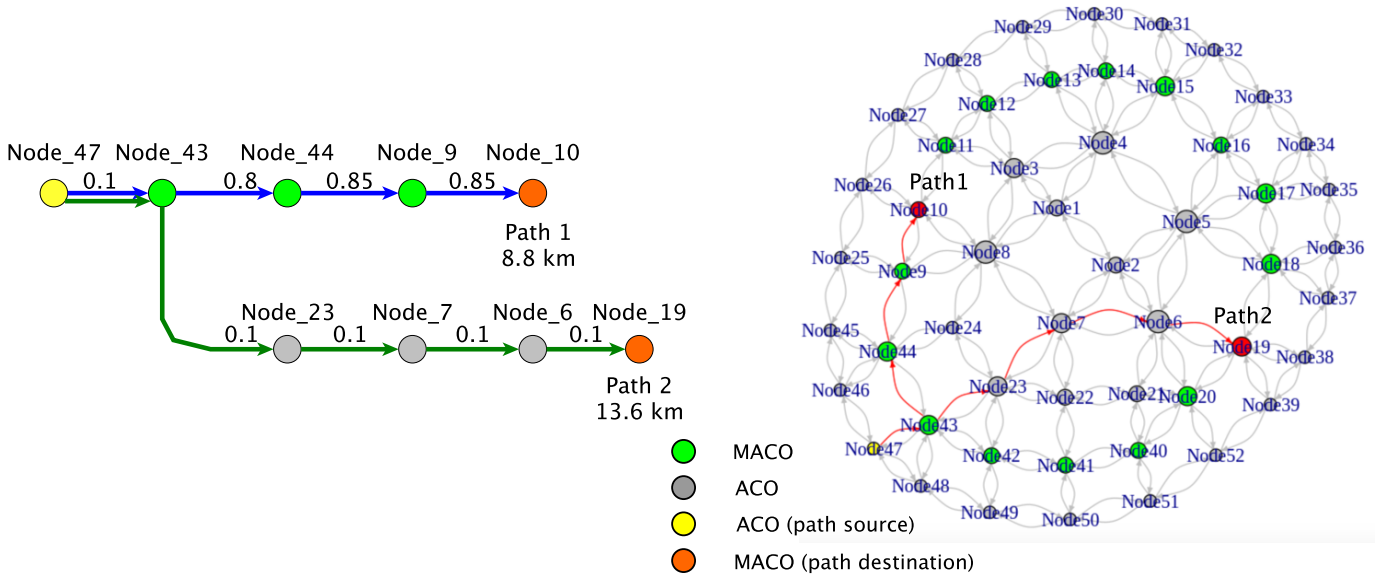 Node_47 Node_43 Node_44 Node_9 Node_10
0.1 0.8 0.85 0.85
Path 1
8.8 km
Node_23 Node_7 Node_6 Node_19
0.1 0.1 0.1 0.1
Path 2
13.6 km
MACO
ACO
ACO (path source)
MACO (path destination)
Node30
Node29 Node31
Node28 Node32
Node13 Node14
Node12 Node15 Node33
Node27
Node11 Node4 Node16 Node34
Node3
Path1
Node26 Node17 Node35
Node10 Node1 Node5
Node25 Node8 Node2 Node18 Node36
Node9
Node37
Path2
Node45 Node24 Node7 Node6
Node44 Node19 Node38
Node46 Node23 Node22 Node21 Node20 Node39
Node43
Node47 Node42 Node41 Node40 Node52
Node48
Node49 Node50 Node51